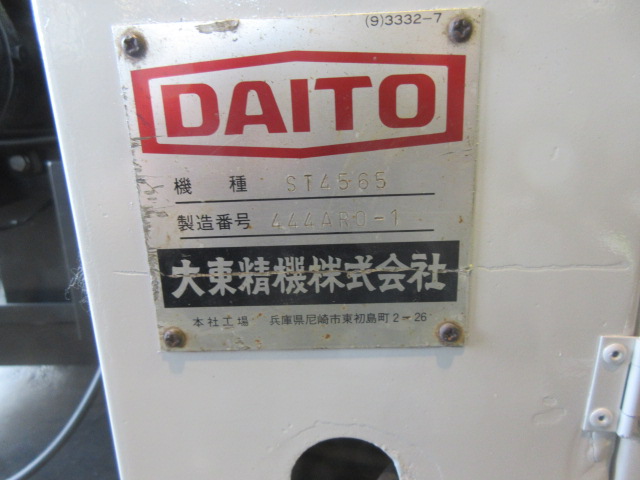 (9)3332-7
DAITO
機種 ST4565
製造番号 444AR0-1
大東精機株式会社
本社工場 兵庫県尼崎市東初島町2-26